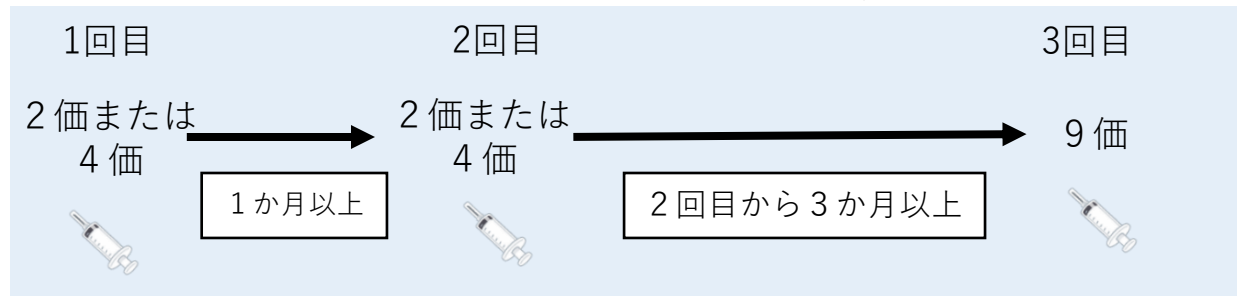 1回目
2回目
3回目
２価または
４価
２価または
４価
９価
１か月以上
２回目から３か月以上